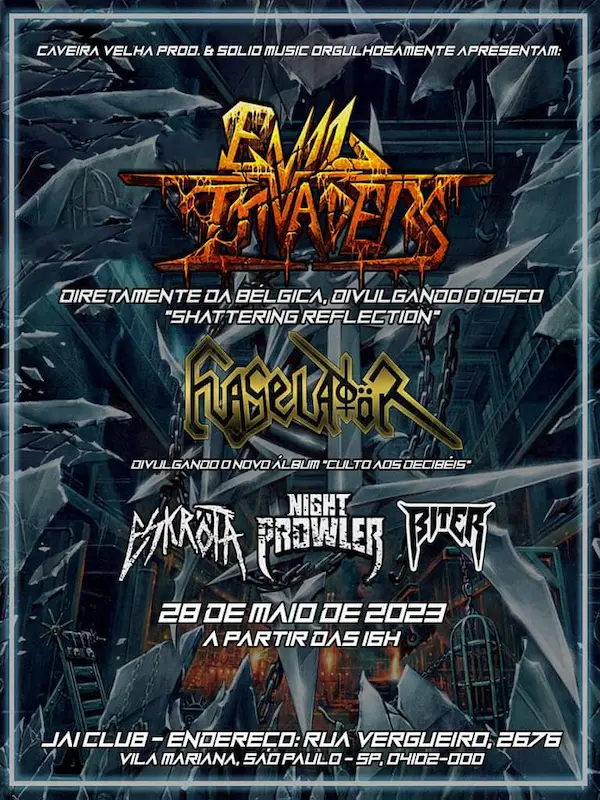 CAVEIRA VELHA PROD. & SOLID MUSIC ORGULHOSAMENTE APRESENTAM:
EVIL
INVADERS
DIRETAMENTE DA BELGICA, DIVULGANDO O DISCO
"SHATTERING REFLECTION"
FLAGELADÖR
DIVULGANDO O NOVO ÁLBUM "CULTO AOS DECIBÉIS"
ESKRÖTA
NIGHT
PROWLER
BITER
28 DE MAIO DE 2023
A PARTIR DAS 16H
JAI CLUB - ENDEREÇO: RUA VERGUEIRO, 2676
VILA MARIANA, SÃO PAULO - SP, 04102-000